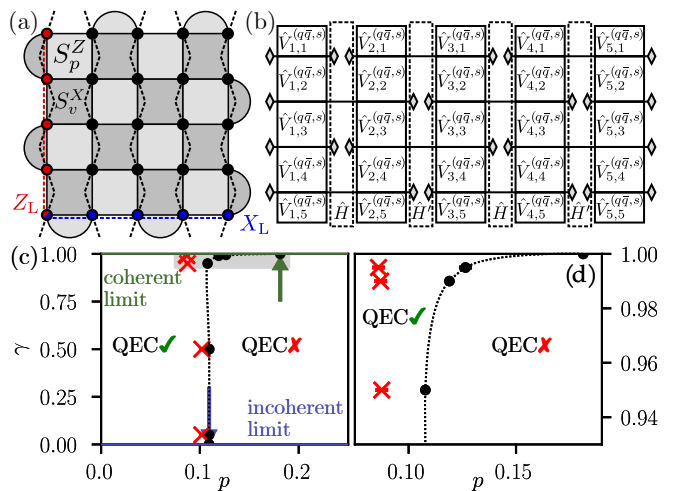 (a)
S_p^Z
S_v^X
Z_L
X_L
(b)
V̂_{1,1}^{(qq̄,s)} V̂_{2,1}^{(qq̄,s)} V̂_{3,1}^{(qq̄,s)} V̂_{4,1}^{(qq̄,s)} V̂_{5,1}^{(qq̄,s)}
V̂_{1,2}^{(qq̄,s)} V̂_{2,2}^{(qq̄,s)} V̂_{3,2}^{(qq̄,s)} V̂_{4,2}^{(qq̄,s)} V̂_{5,2}^{(qq̄,s)}
V̂_{1,3}^{(qq̄,s)} V̂_{2,3}^{(qq̄,s)} V̂_{3,3}^{(qq̄,s)} V̂_{4,3}^{(qq̄,s)} V̂_{5,3}^{(qq̄,s)}
V̂_{1,4}^{(qq̄,s)} V̂_{2,4}^{(qq̄,s)} V̂_{3,4}^{(qq̄,s)} V̂_{4,4}^{(qq̄,s)} V̂_{5,4}^{(qq̄,s)}
V̂_{1,5}^{(qq̄,s)} Ĥ V̂_{2,5}^{(qq̄,s)} Ĥ V̂_{3,5}^{(qq̄,s)} Ĥ V̂_{4,5}^{(qq̄,s)} Ĥ V̂_{5,5}^{(qq̄,s)}
(c)
1.00
0.75
0.50
0.25
0.00
γ
coherent
limit
QEC✓
QEC✗
incoherent
limit
0.0 0.1 0.2
p
(d)
QEC✓
QEC✗
1.00
0.98
0.96
0.94
0.10 0.15
p